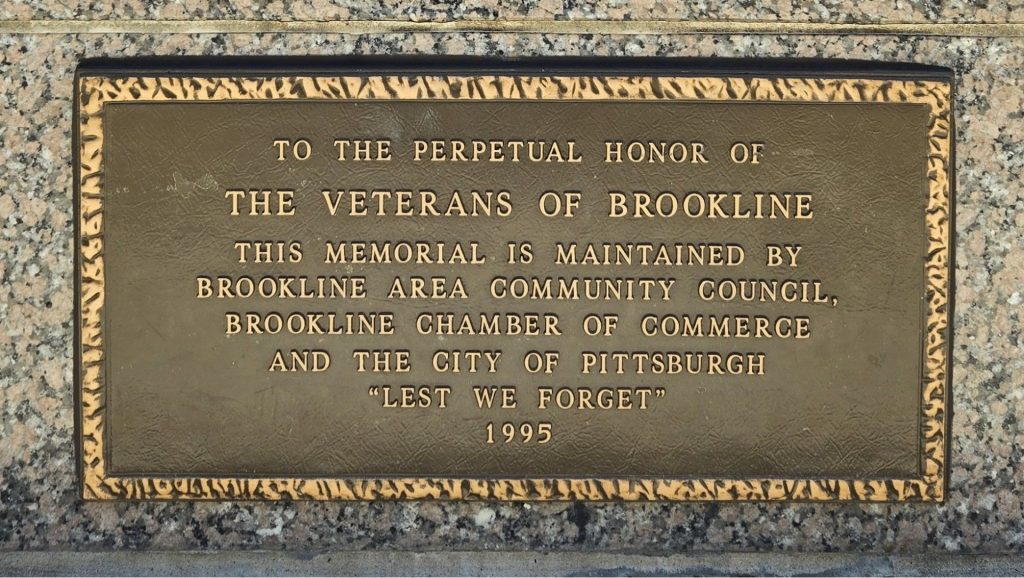 TO THE PERPETUAL HONOR OF
THE VETERANS OF BROOKLINE
THIS MEMORIAL IS MAINTAINED BY
BROOKLINE AREA COMMUNITY COUNCIL,
BROOKLINE CHAMBER OF COMMERCE
AND THE CITY OF PITTSBURGH
“LEST WE FORGET”
1995